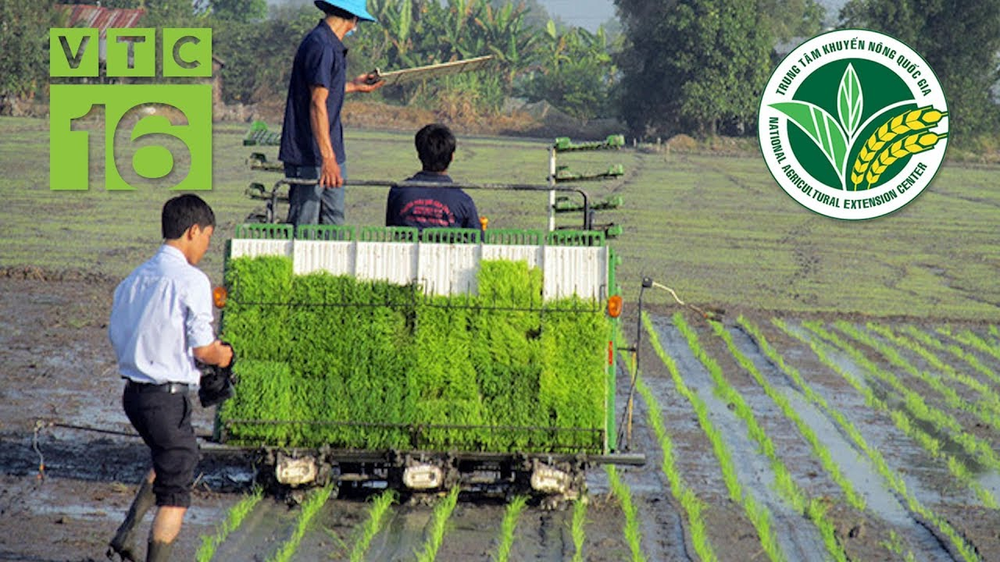 VTC
16
TRUNG TÂM KHUYẾN NÔNG QUỐC GIA
NATIONAL AGRICULTURAL EXTENSION CENTER